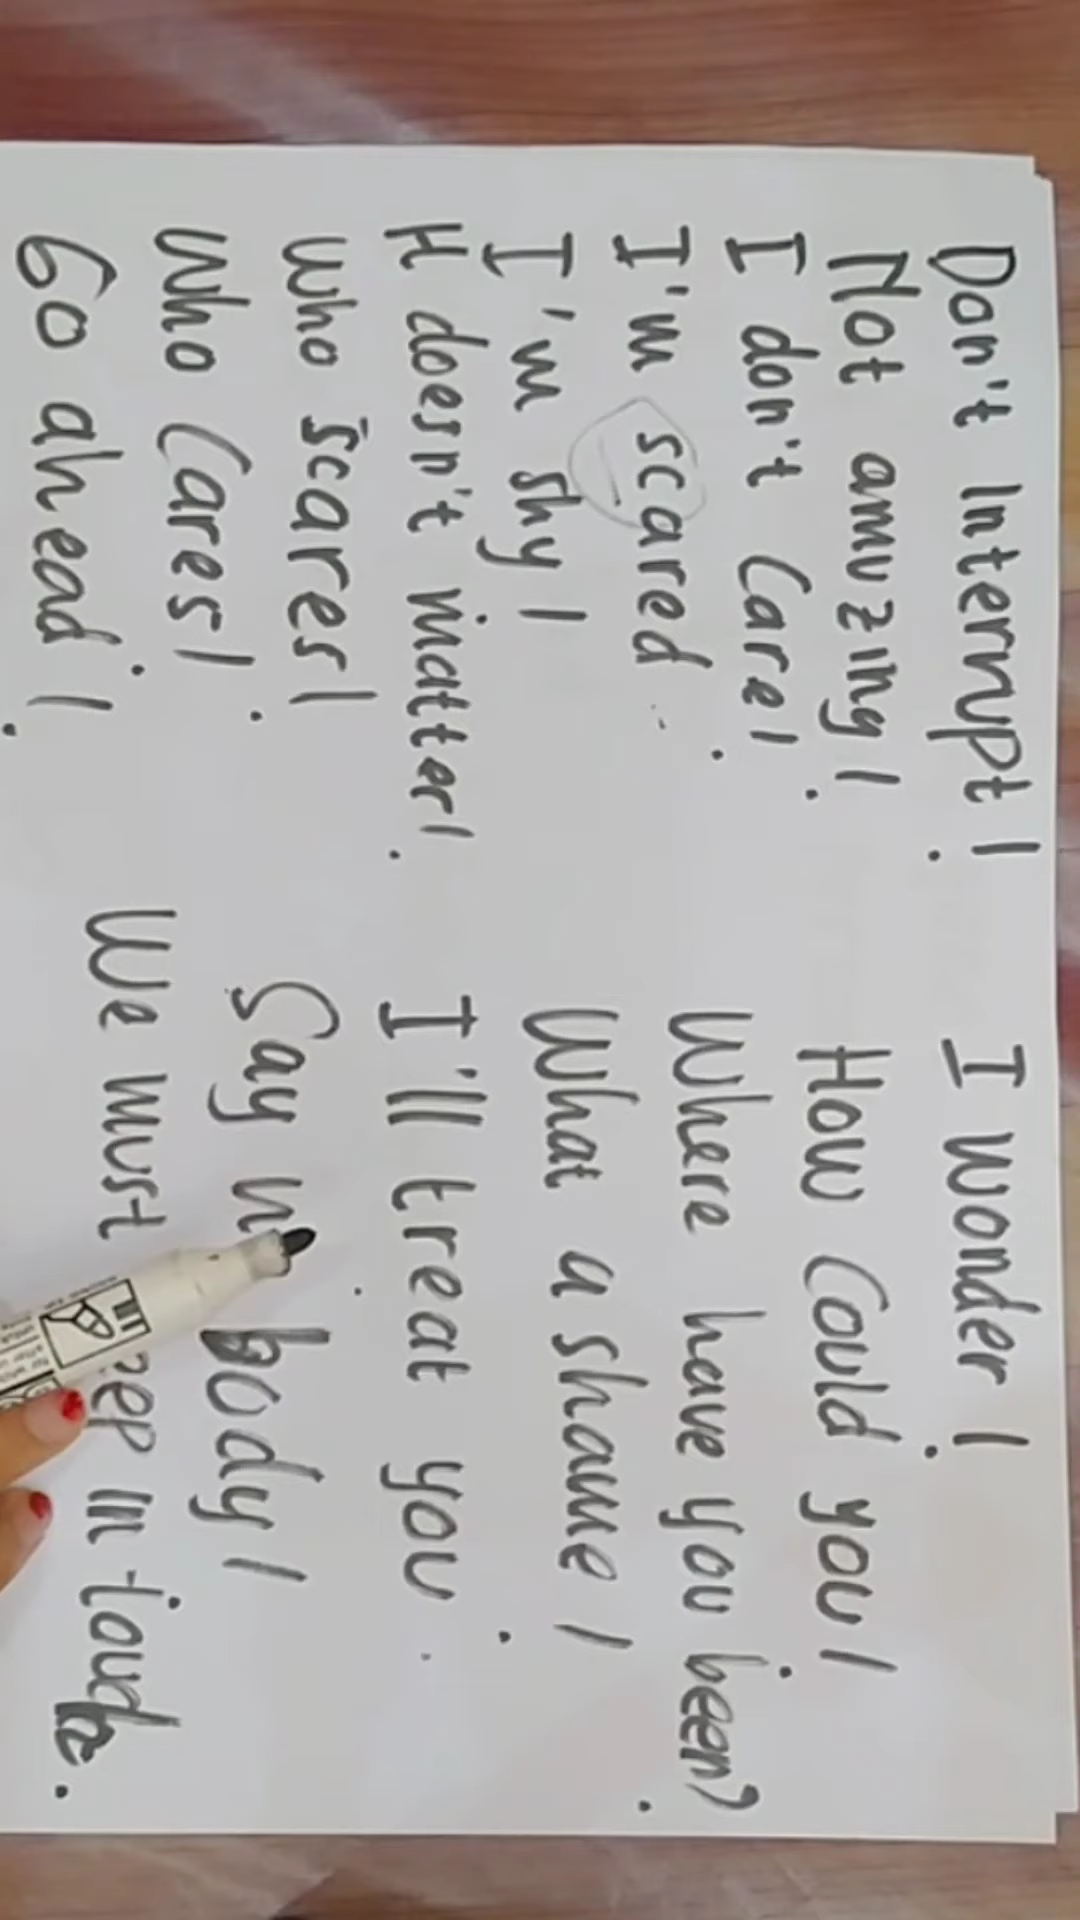 Don't Interrupt!
Not amuzing!
I don't Care!
I'm scared..
I'm shy!
It doesn't matter!
Who scares!
Who Cares!
Go ahead!
I wonder!
How Could you!
Where have you been?
What a shame!
I'll treat you.
Say body!
We must in touch.